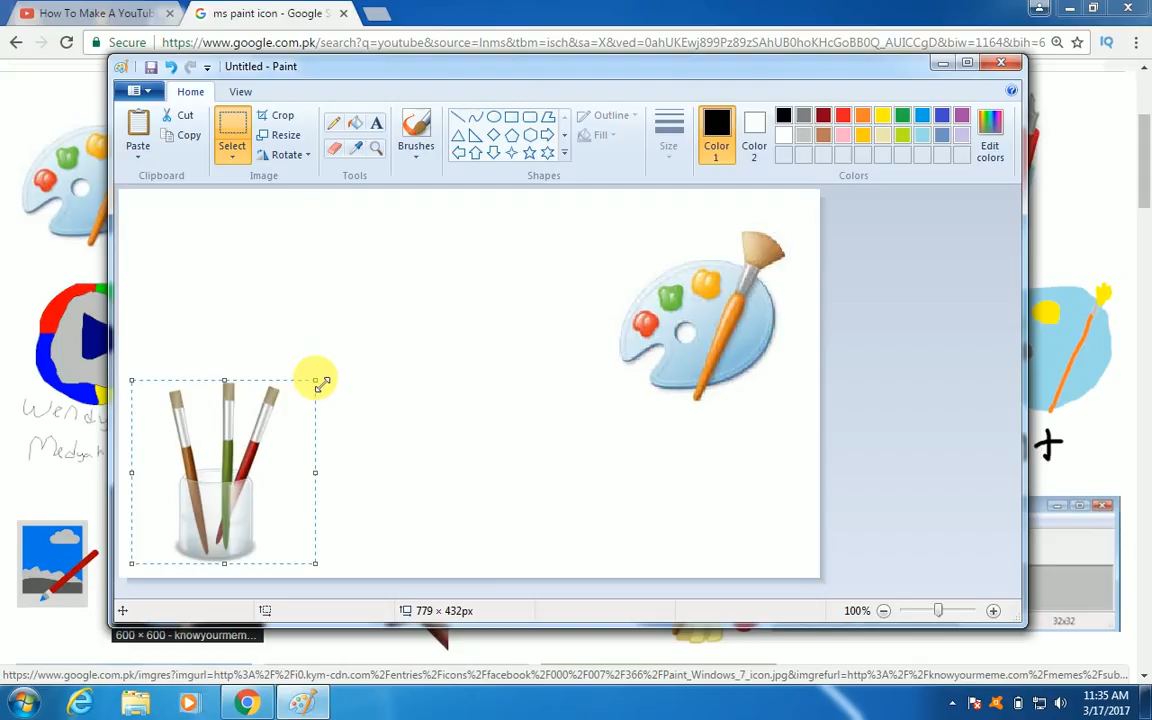 How To Make A YouTub
ms paint icon - Google S
Secure
https://www.google.com.pk/search?q=youtube&source=lnms&tbm=isch&sa=X&ved=0ahUKEwj899Pz89zSAhUB0hoKHcGoBB0Q_AUICCgD&biw=1164&bih=6
Untitled - Paint
Home
View
Paste
Cut
Copy
Clipboard
Select
Crop
Resize
Rotate
Image
Tools
Brushes
Outline
Fill
Shapes
Size
Color 1
Color 2
Edit colors
Colors
Wendy
779 × 432px
100%
32x32
600 × 600 - knowyourmem...
https://www.google.com.pk/imgres?imgurl=http%3A%2F%2Fi0.kym-cdn.com%2Fentries%2Ficons%2Ffacebook%2F000%2F007%2F366%2FPaint_Windows_7_icon.jpg&imgrefurl=http%3A%2F%2Fknowyourmeme.com%2Fmemes%2Fsub...
11:35 AM
3/17/2017